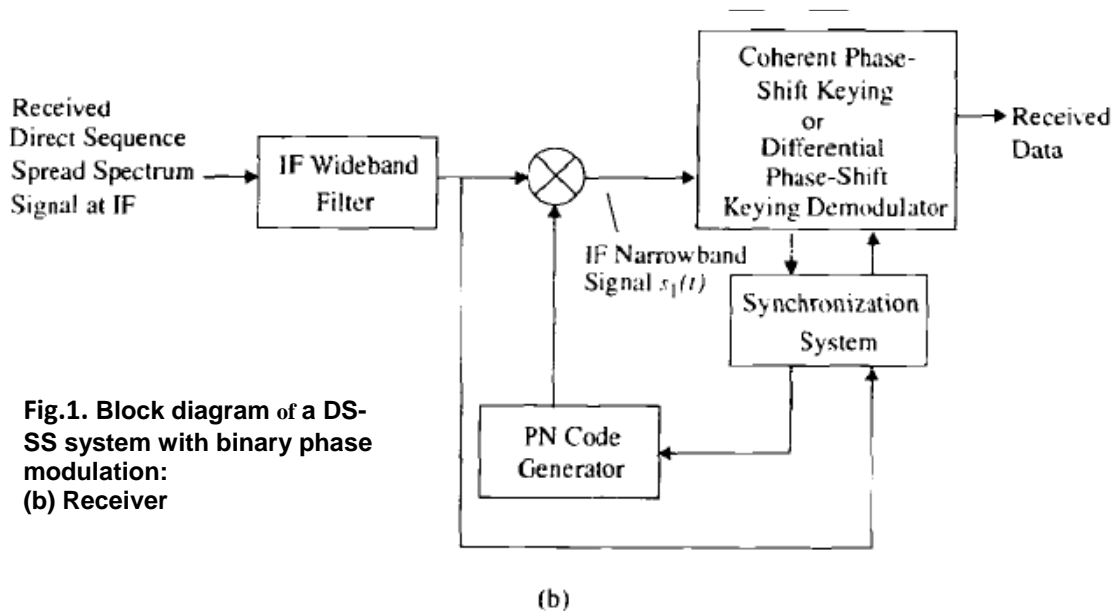 Received
Direct Sequence
Spread Spectrum
Signal at IF
IF Wideband
Filter
IF Narrowband
Signal s₁(t)
Coherent Phase-
Shift Keying
or
Differential
Phase-Shift
Keying Demodulator
Received
Data
Synchronization
System
PN Code
Generator
Fig.1. Block diagram of a DS-
SS system with binary phase
modulation:
(b) Receiver
(b)